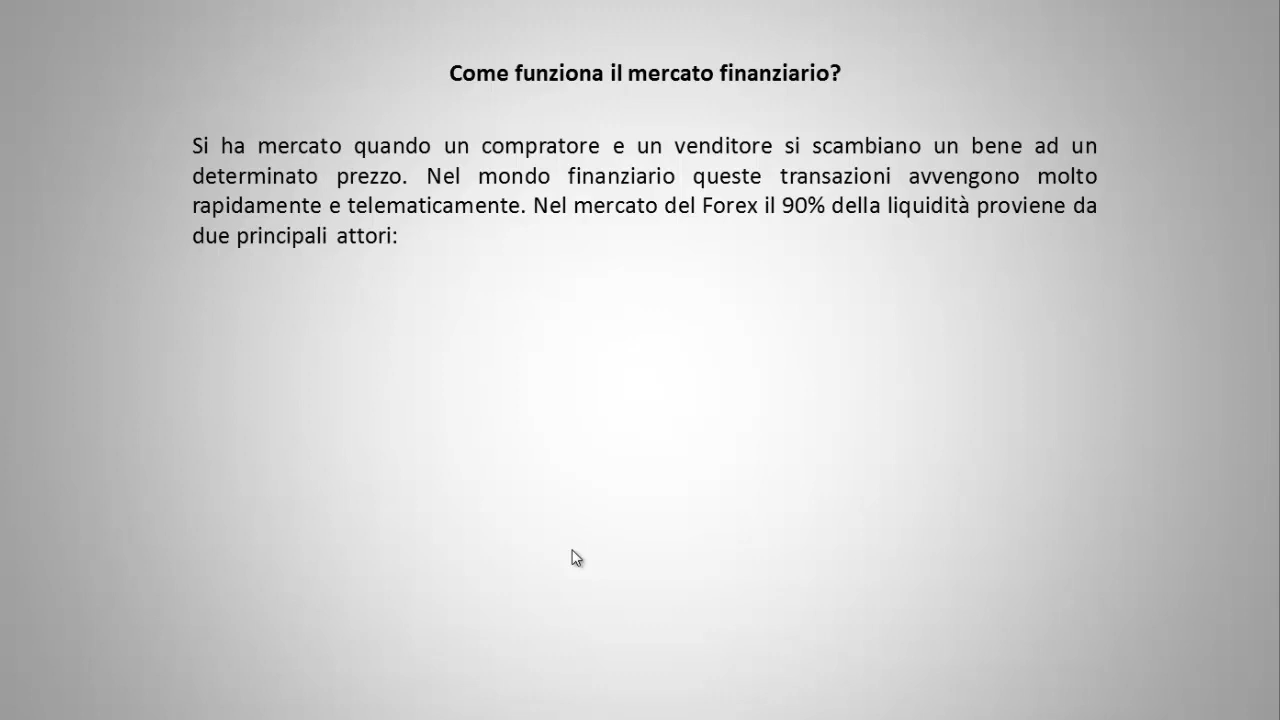 Come funziona il mercato finanziario?
Si ha mercato quando un compratore e un venditore si scambiano un bene ad un
determinato prezzo. Nel mondo finanziario queste transazioni avvengono molto
rapidamente e telematicamente. Nel mercato del Forex il 90% della liquidità proviene da
due principali attori: